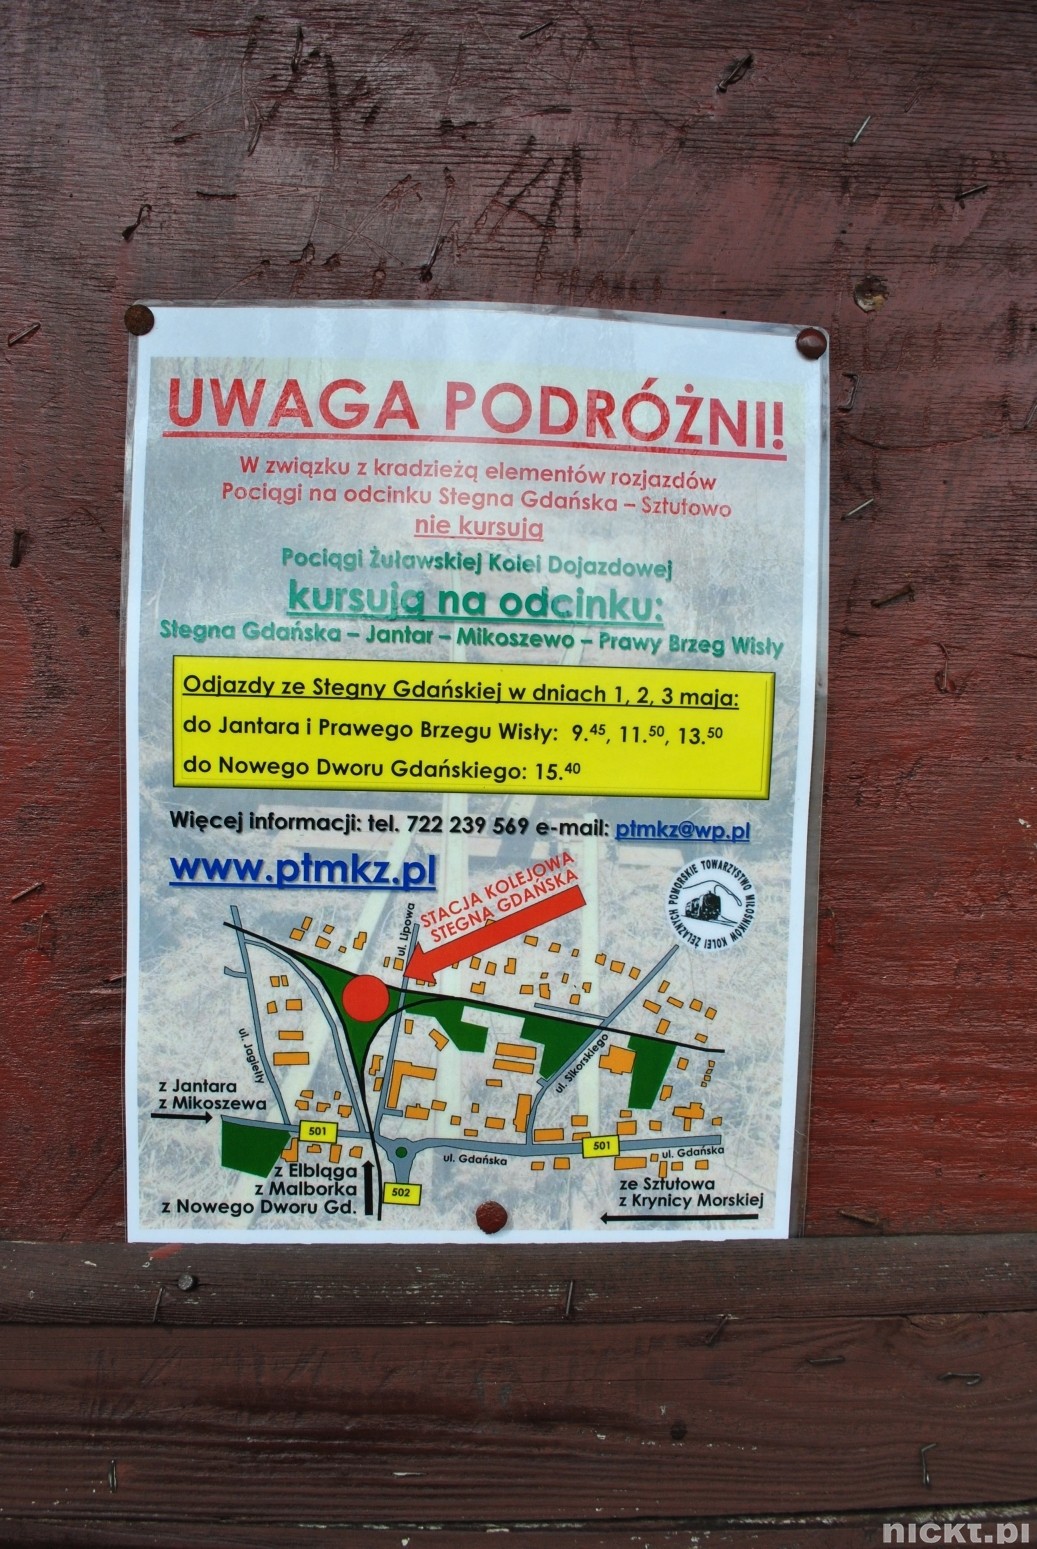 UWAGA PODRÓŻNI!
W związku z kradzieżą elementów rozjazdów
Pociągi na odcinku Stegna Gdańska – Sztutowo
nie kursują
Pociągi Żuławskiej Kolei Dojazdowej
kursują na odcinku:
Stegna Gdańska – Jantar – Mikoszewo – Prawy Brzeg Wisły
Odjazdy ze Stegny Gdańskiej w dniach 1, 2, 3 maja:
do Jantara i Prawego Brzegu Wisły: 9.45, 11.50, 13.50
do Nowego Dworu Gdańskiego: 15.40
Więcej informacji: tel. 722 239 569 e-mail: ptmkz@wp.pl
www.ptmkz.pl
POMORSKIE TOWARZYSTWO MIŁOŚNIKÓW KOLEI ŻELAZNYCH
STACJA KOLEJOWA
STEGNA GDAŃSKA
ul. Lipowa
ul. Jagiełły
ul. Sikorskiego
z Jantara
z Mikoszewa
501
501
ul. Gdańska
ul. Gdańska
z Elbląga
z Malborka
z Nowego Dworu Gd.
502
ze Sztutowa
z Krynicy Morskiej
nickt.pl